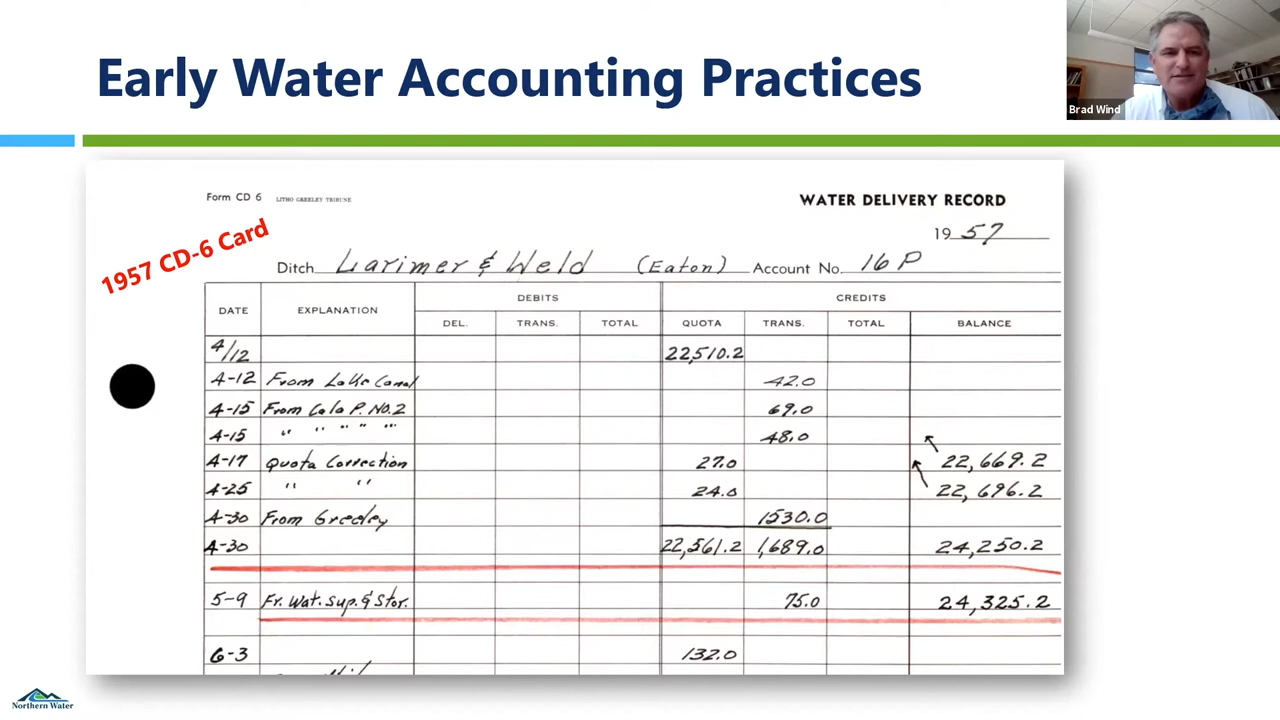 Early Water Accounting Practices
Brad Wind
Form CD 6 LITHO GREELEY TRIBUNE
WATER DELIVERY RECORD
1957 CD-6 Card
19 57
Ditch Larimer & Weld (Eaton) Account No. 16 P
DATE EXPLANATION DEBITS CREDITS
DEL. TRANS. TOTAL QUOTA TRANS. TOTAL BALANCE
4/12 22,510.2
4-12 From Lake Canal 42.0
4-15 From Colo P. No. 2 69.0
4-15 " " " " " 48.0
4-17 Quota Correction 27.0 22,669.2
4-25 " " 24.0 22,696.2
4-30 From Greeley 1530.0
4-30 22,561.2 1,689.0 24,250.2
5-9 Fr. Wat. Sup. & Stor. 75.0 24,325.2
6-3 132.0
Northern Water